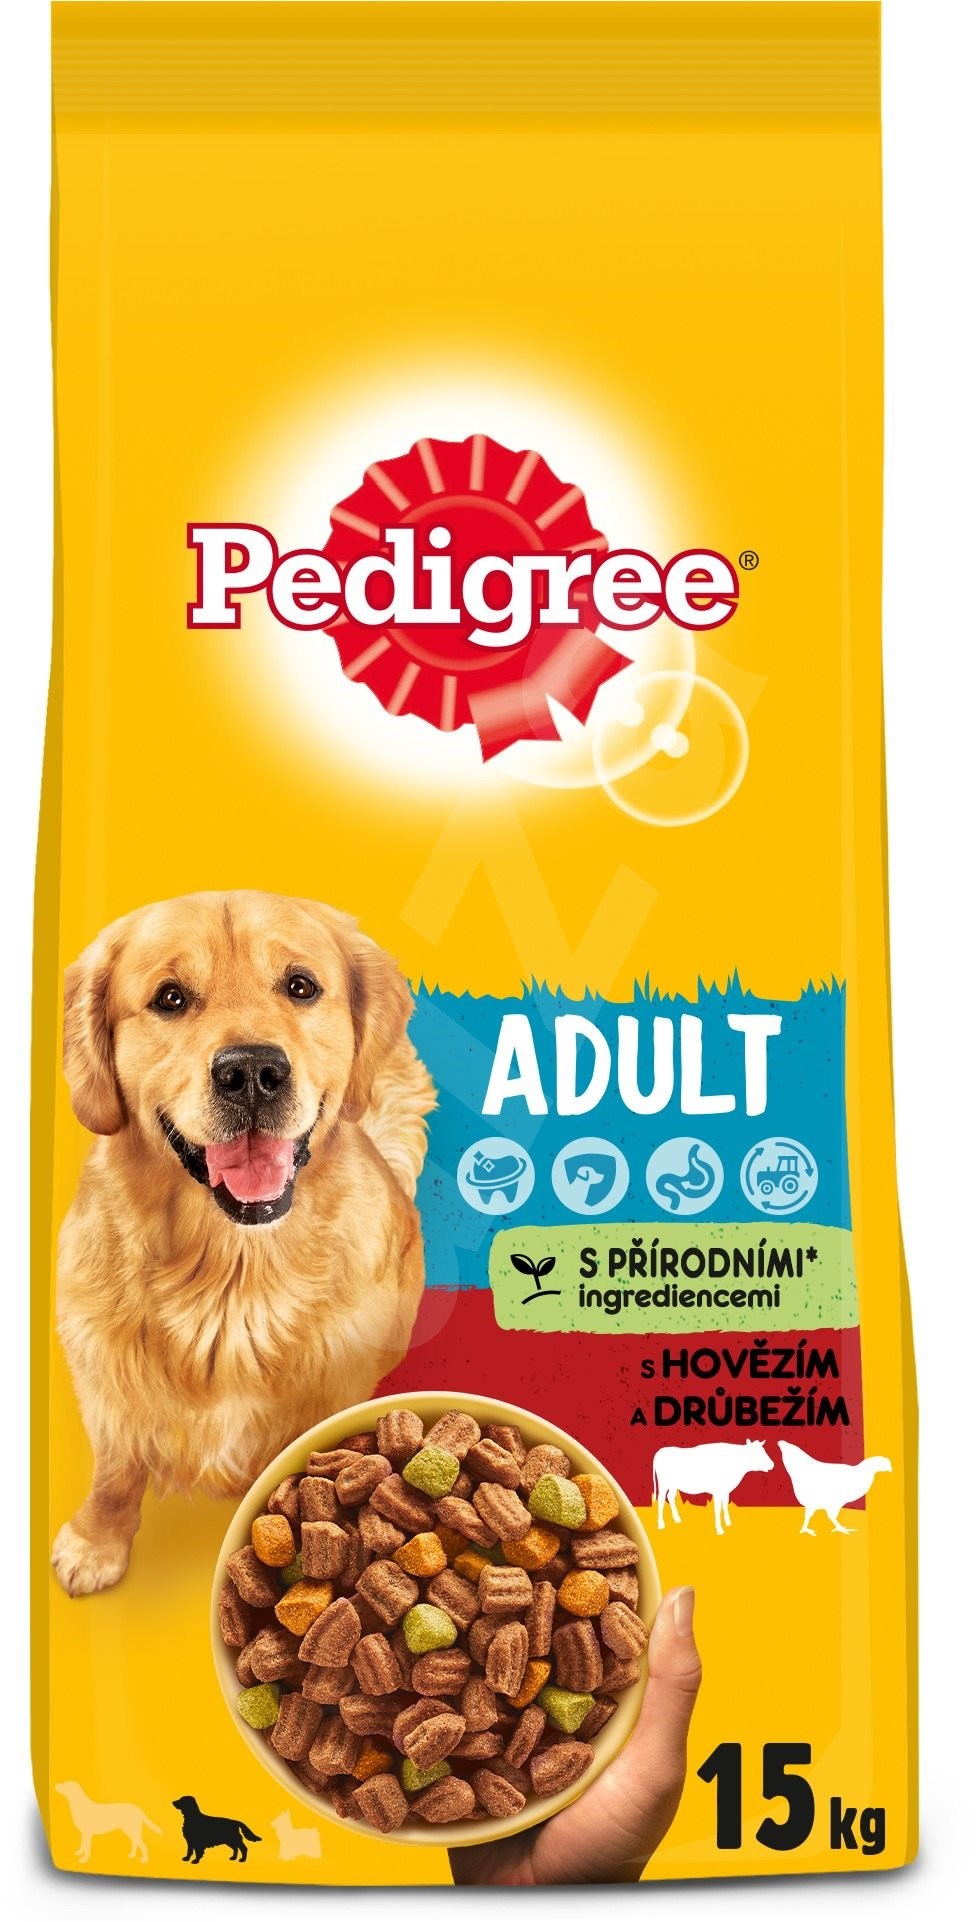 Pedigree®
ADULT
S PŘÍRODNÍMI*
ingrediencemi
s HOVĚZÍM
A DRŮBEŽÍM
15 kg